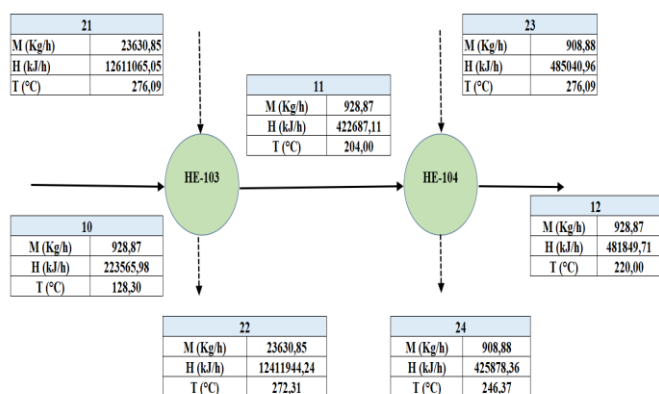 21
M (Kg/h) 23630,85
H (kJ/h) 12611065,05
T (°C) 276,09
23
M (Kg/h) 908,88
H (kJ/h) 485040,96
T (°C) 276,09
11
M (Kg/h) 928,87
H (kJ/h) 422687,11
T (°C) 204,00
HE-103
HE-104
10
M (Kg/h) 928,87
H (kJ/h) 223565,98
T (°C) 128,30
12
M (Kg/h) 928,87
H (kJ/h) 481849,71
T (°C) 220,00
22
M (Kg/h) 23630,85
H (kJ/h) 12411944,24
T (°C) 272,31
24
M (Kg/h) 908,88
H (kJ/h) 425878,36
T (°C) 246,37